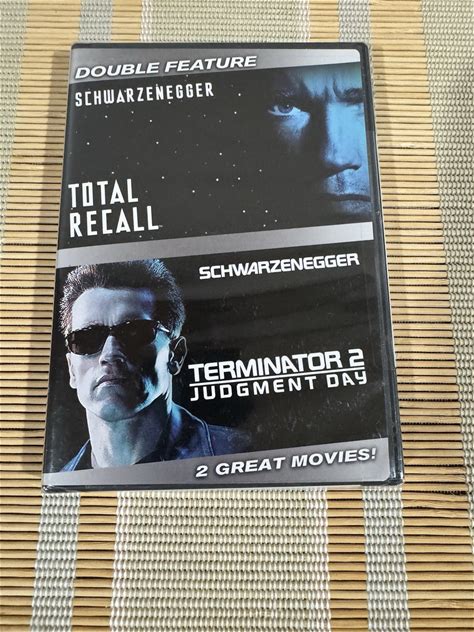 DOUBLE FEATURE
SCHWARZENEGGER
TOTAL
RECALL
SCHWARZENEGGER
TERMINATOR 2
JUDGMENT DAY
2 GREAT MOVIES!